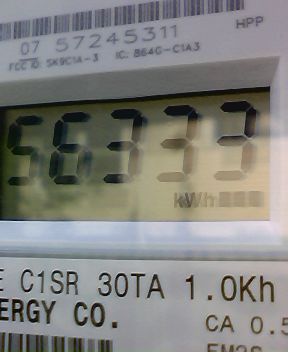 07 57245311
HPP
FCC ID: SK9C1A-3 IC: 864G-C1A3
56333
kWh
E C1SR 30TA 1.0Kh
ERGY CO.
CA 0.5